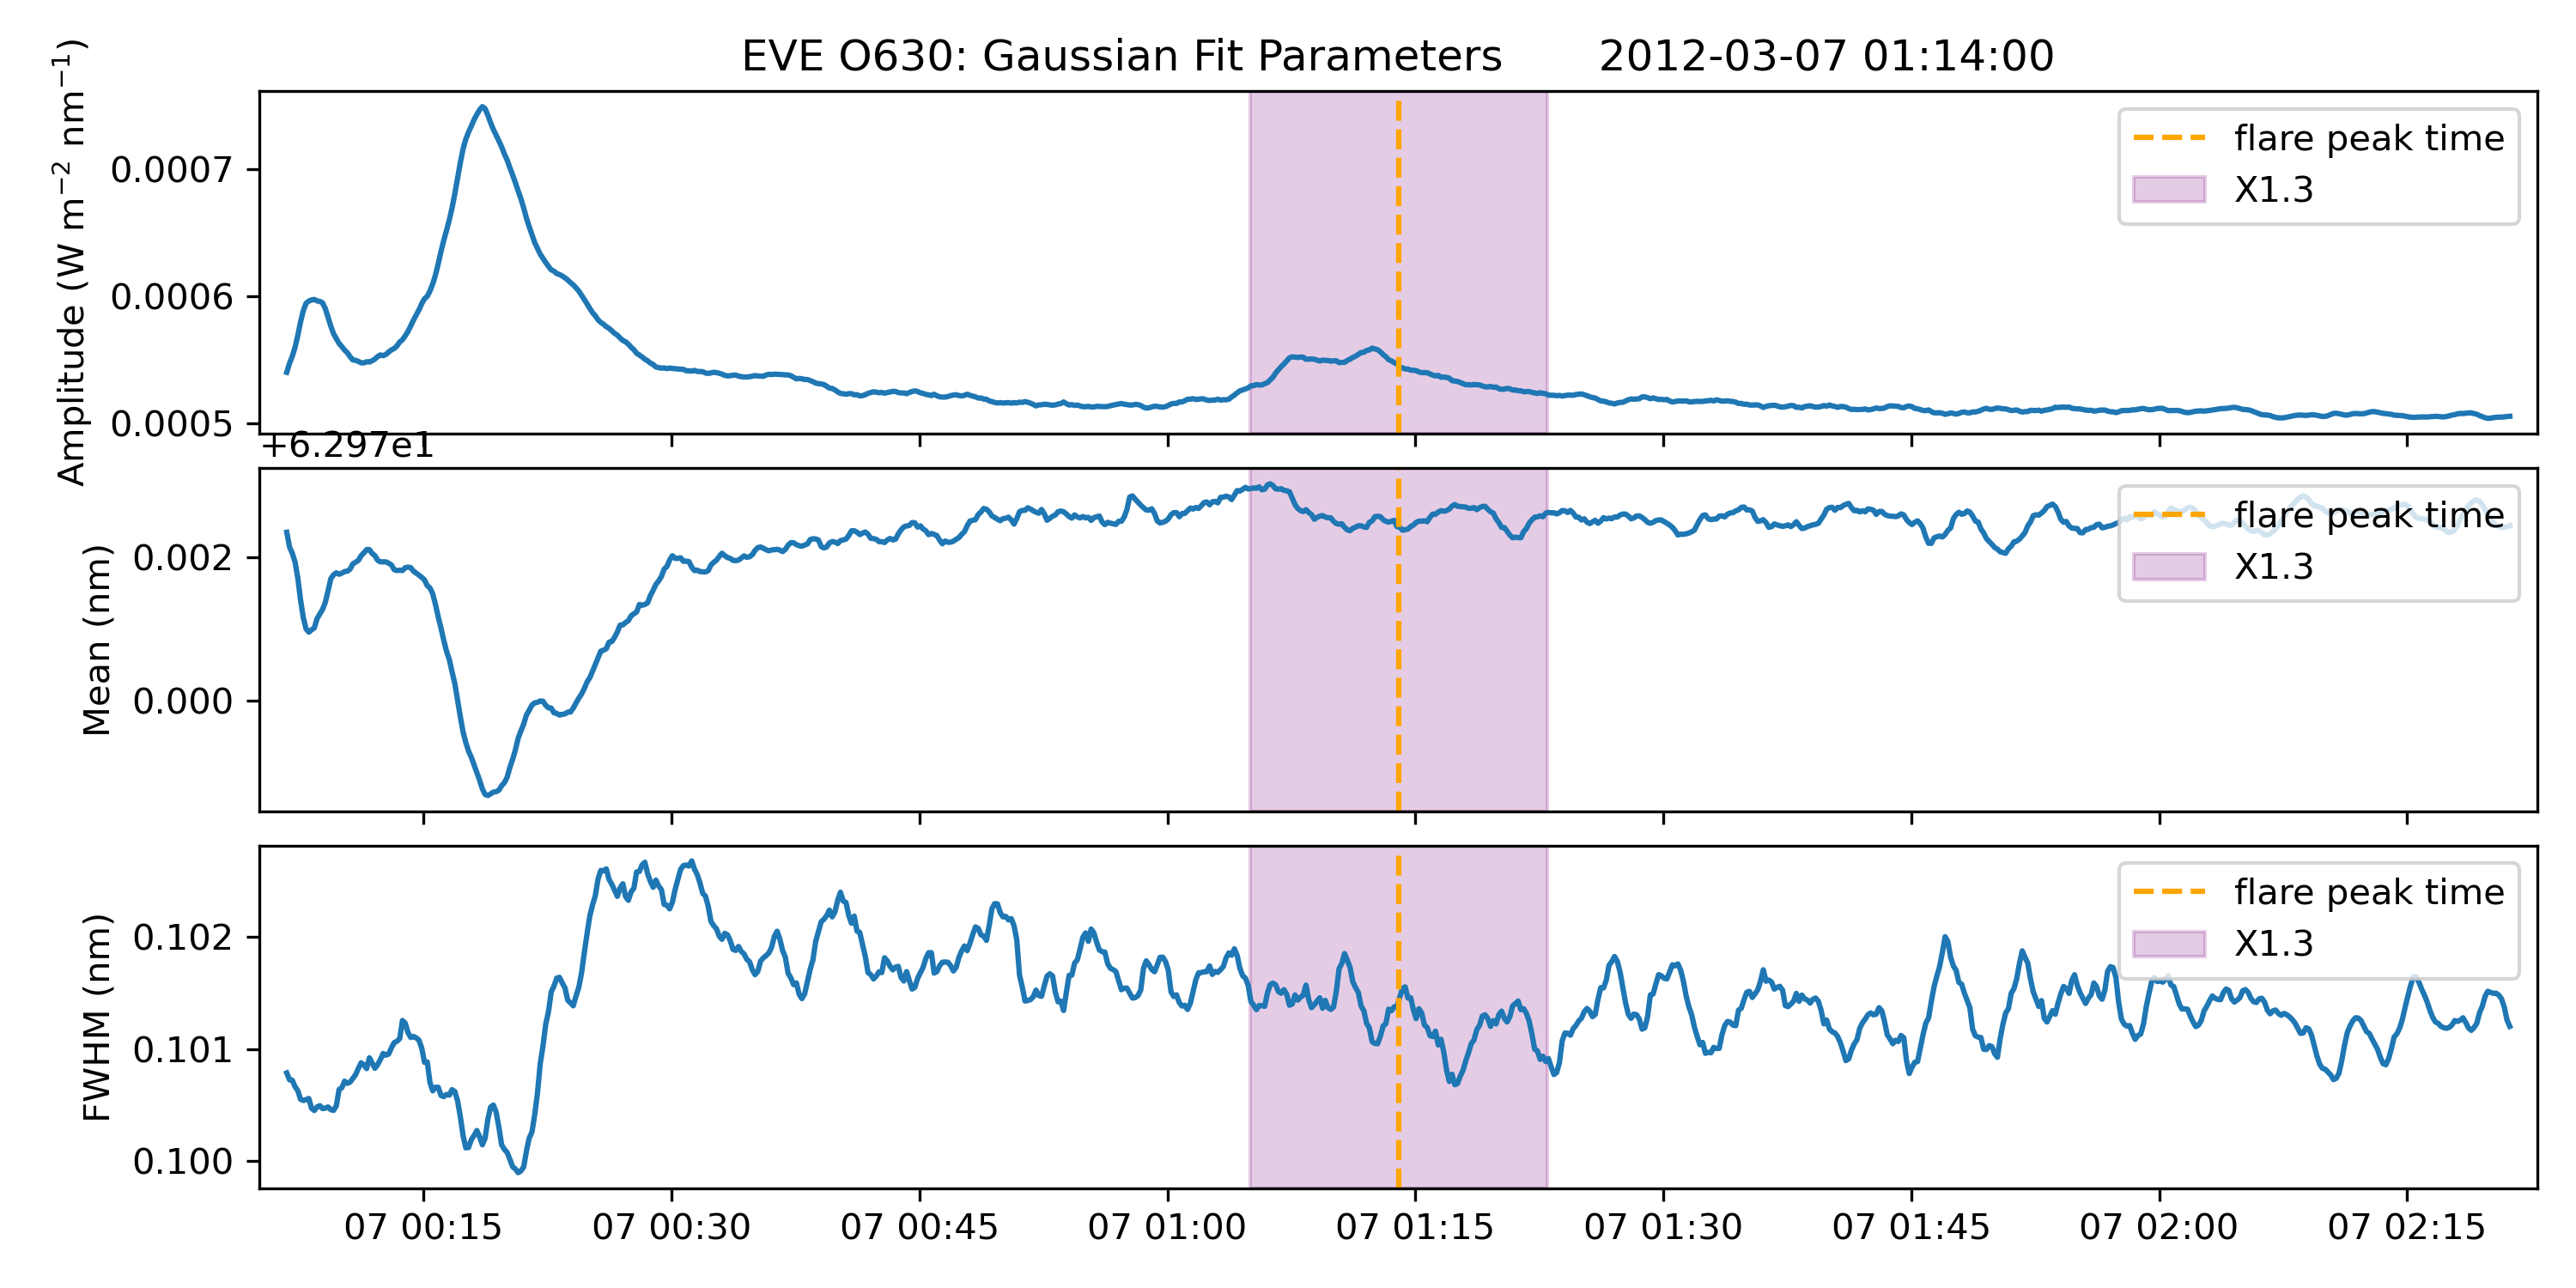 EVE O630: Gaussian Fit Parameters 2012-03-07 01:14:00
Amplitude (W m⁻² nm⁻¹)
0.0007
0.0006
0.0005
flare peak time
X1.3
+6.297e1
Mean (nm)
0.002
0.000
flare peak time
X1.3
FWHM (nm)
0.102
0.101
0.100
flare peak time
X1.3
07 00:15 07 00:30 07 00:45 07 01:00 07 01:15 07 01:30 07 01:45 07 02:00 07 02:15